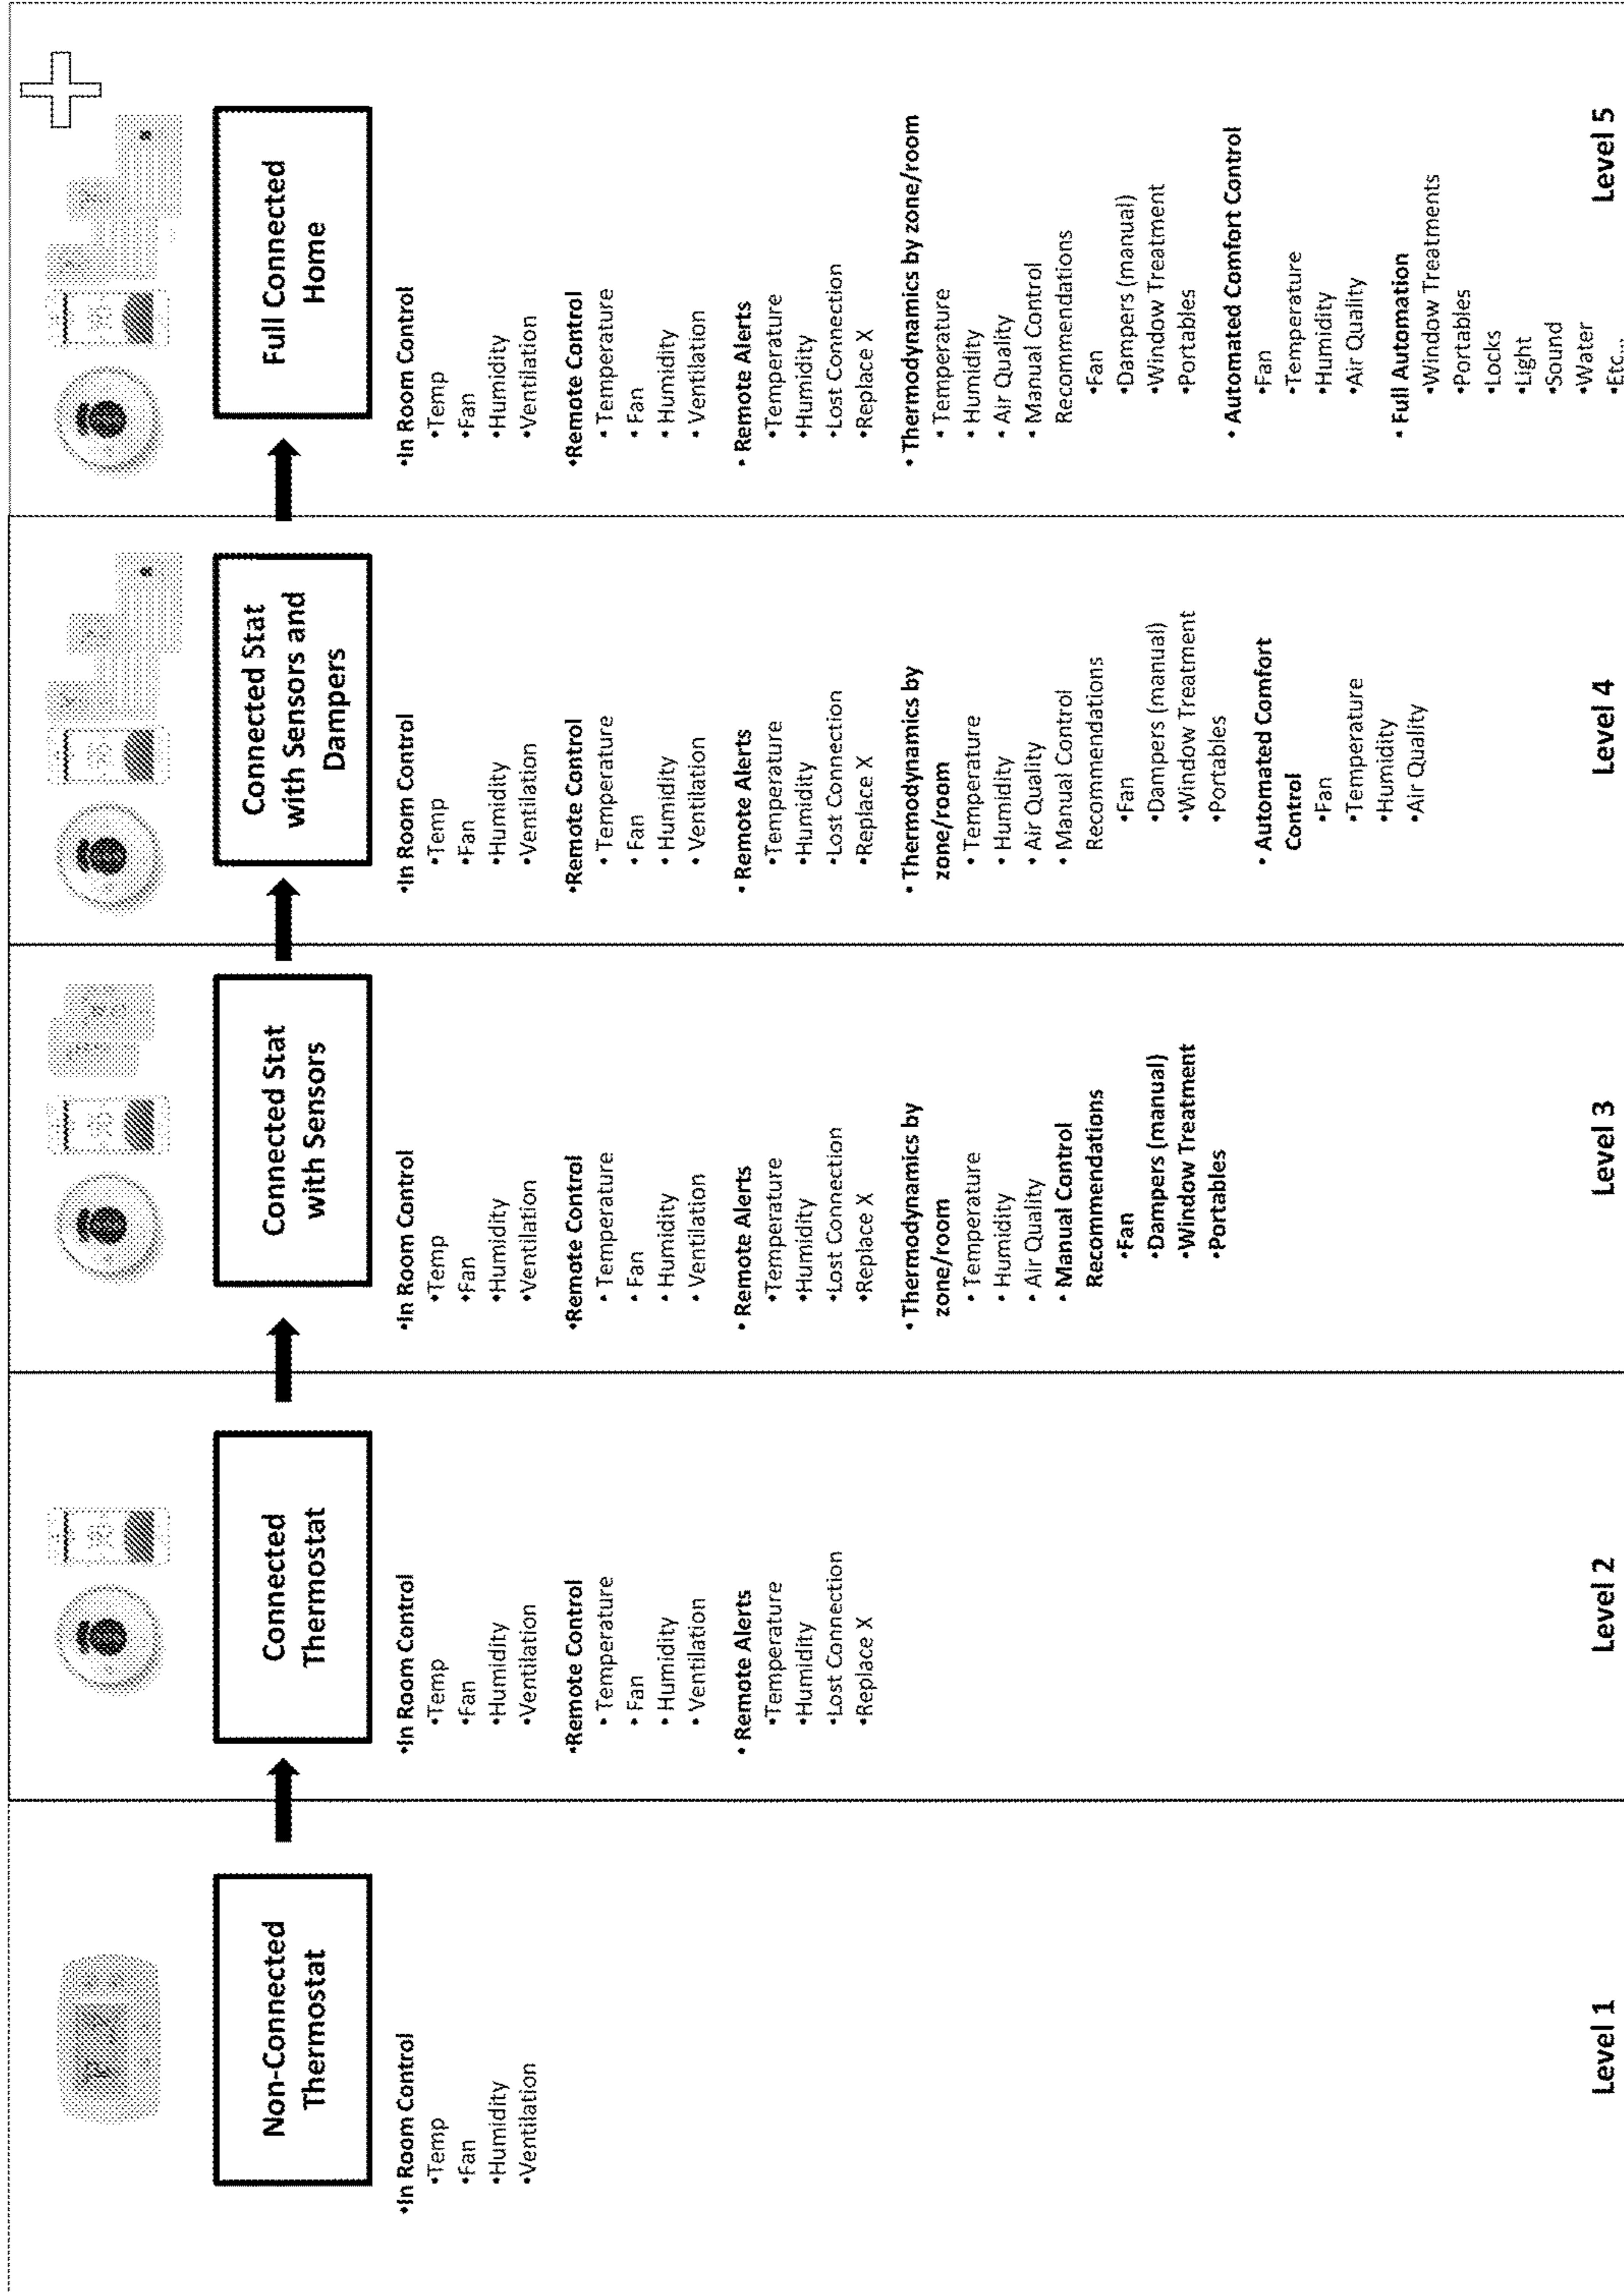 Non-Connected
Thermostat
•In Room Control
•Temp
•Fan
•Humidity
•Ventilation
Level 1
Connected
Thermostat
•In Room Control
•Temp
•Fan
•Humidity
•Ventilation
•Remote Control
• Temperature
• Fan
• Humidity
• Ventilation
• Remote Alerts
•Temperature
•Humidity
•Lost Connection
•Replace X
Level 2
Connected Stat
with Sensors
•In Room Control
•Temp
•Fan
•Humidity
•Ventilation
•Remote Control
• Temperature
• Fan
• Humidity
• Ventilation
• Remote Alerts
•Temperature
•Humidity
•Lost Connection
•Replace X
• Thermodynamics by
zone/room
• Temperature
• Humidity
• Air Quality
• Manual Control
Recommendations
•Fan
•Dampers (manual)
•Window Treatment
•Portables
Level 3
Connected Stat
with Sensors and
Dampers
•In Room Control
•Temp
•Fan
•Humidity
•Ventilation
•Remote Control
• Temperature
• Fan
• Humidity
• Ventilation
• Remote Alerts
•Temperature
•Humidity
•Lost Connection
•Replace X
• Thermodynamics by
zone/room
• Temperature
• Humidity
• Air Quality
• Manual Control
Recommendations
•Fan
•Dampers (manual)
•Window Treatment
•Portables
• Automated Comfort
Control
•Fan
•Temperature
•Humidity
•Air Quality
Level 4
Full Connected
Home
•In Room Control
•Temp
•Fan
•Humidity
•Ventilation
•Remote Control
• Temperature
• Fan
• Humidity
• Ventilation
• Remote Alerts
•Temperature
•Humidity
•Lost Connection
•Replace X
• Thermodynamics by zone/room
• Temperature
• Humidity
• Air Quality
• Manual Control
Recommendations
•Fan
•Dampers (manual)
•Window Treatment
•Portables
• Automated Comfort Control
•Fan
•Temperature
•Humidity
•Air Quality
• Full Automation
•Window Treatments
•Portables
•Locks
•Light
•Sound
•Water
•Etc...
Level 5